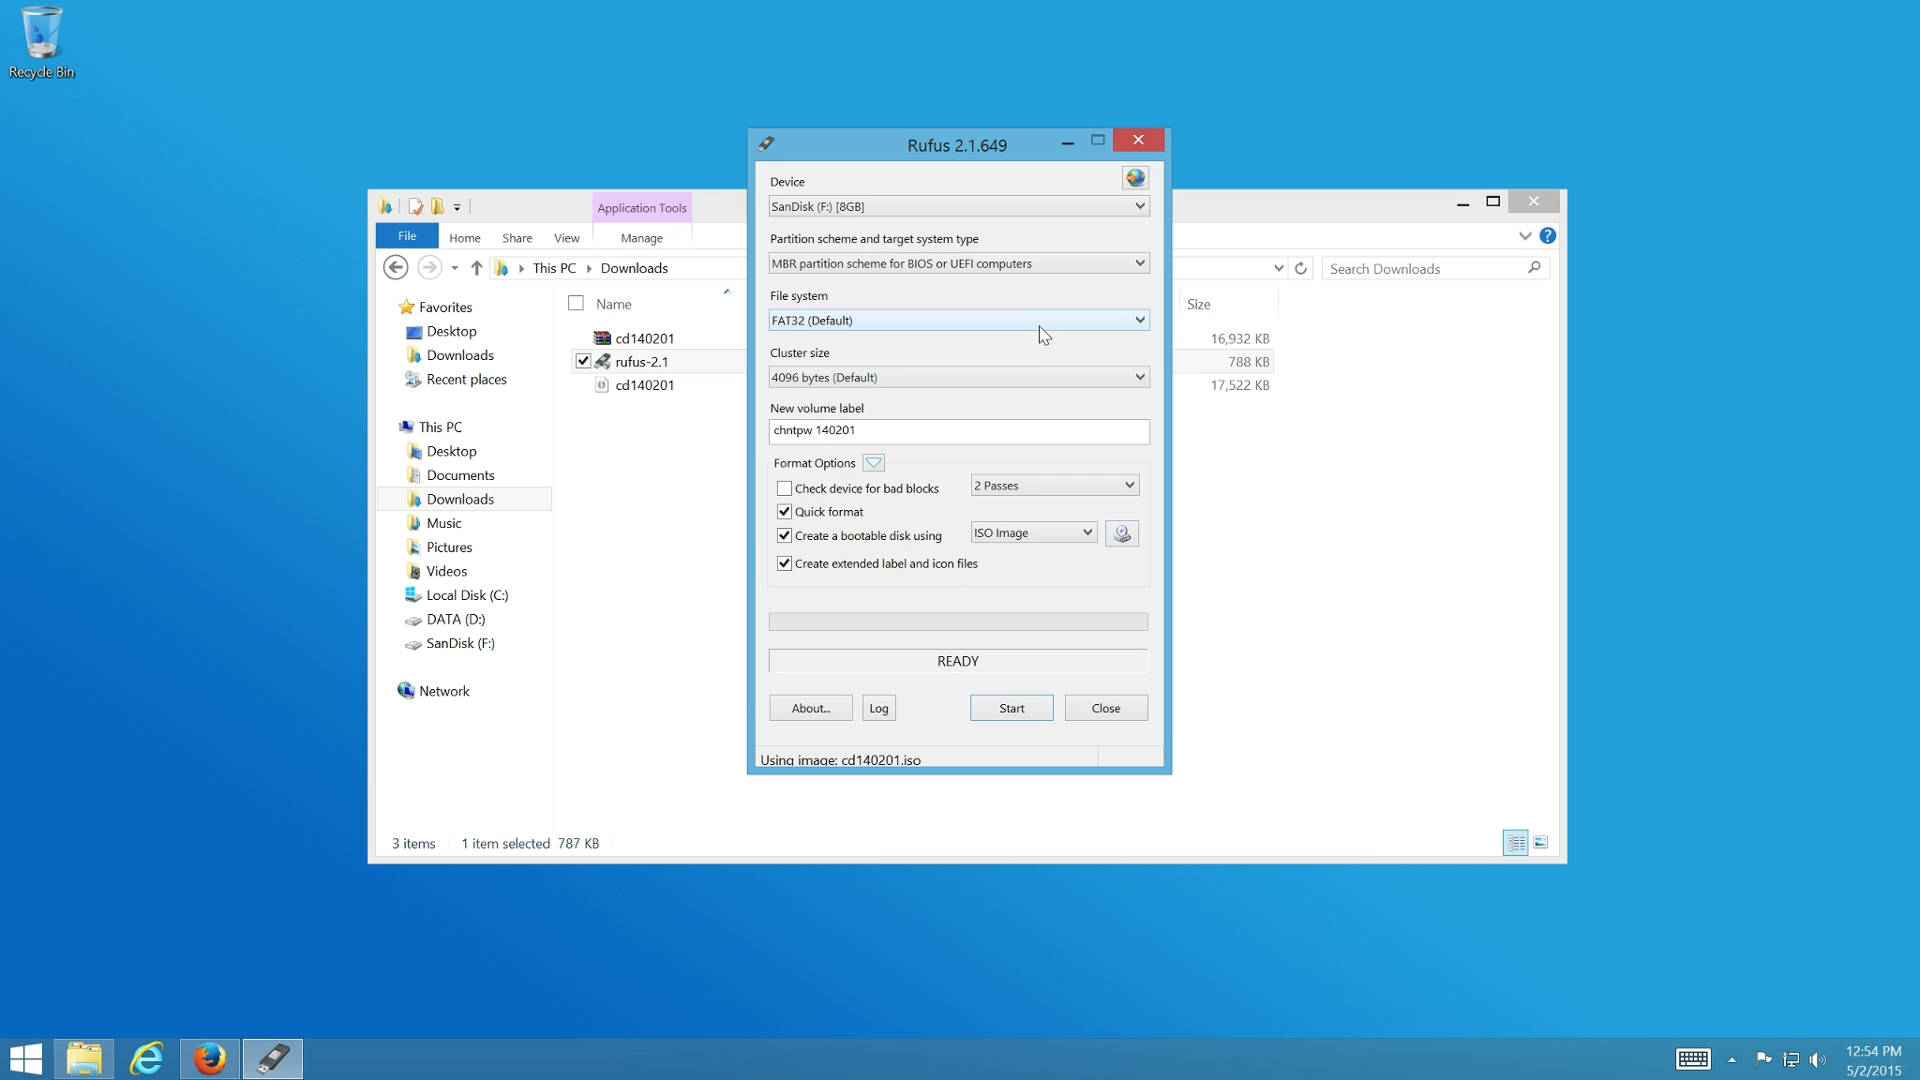 Recycle Bin
Rufus 2.1.649
Device
SanDisk (F:) [8GB]
Partition scheme and target system type
MBR partition scheme for BIOS or UEFI computers
File system
FAT32 (Default)
Cluster size
4096 bytes (Default)
New volume label
chntpw 140201
Format Options
Check device for bad blocks
2 Passes
Quick format
Create a bootable disk using
ISO Image
Create extended label and icon files
READY
About...
Log
Start
Close
Using image: cd140201.iso
Application Tools
File
Home
Share
View
Manage
This PC
Downloads
Search Downloads
Favorites
Desktop
Downloads
Recent places
This PC
Desktop
Documents
Downloads
Music
Pictures
Videos
Local Disk (C:)
DATA (D:)
SanDisk (F:)
Network
Name
Size
cd140201
16,932 KB
rufus-2.1
788 KB
cd140201
17,522 KB
3 items
1 item selected 787 KB
12:54 PM
5/2/2015